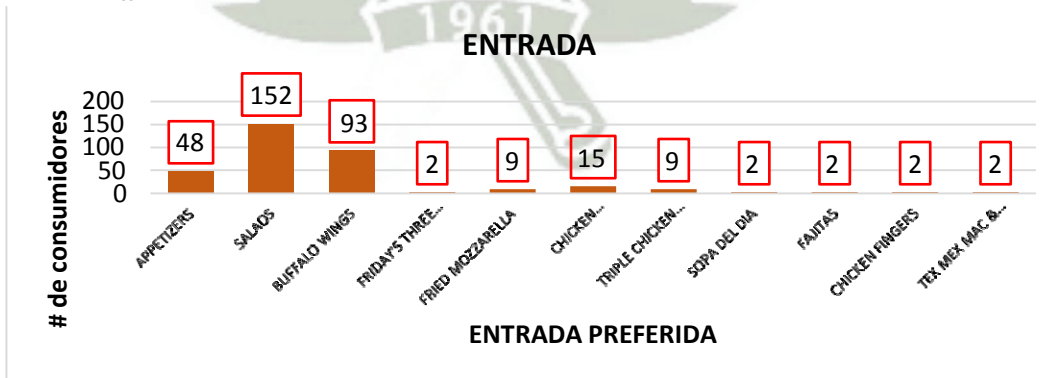 1961
ENTRADA
# de consumidores
200
150
100
50
0
48
152
93
2
9
15
9
2
2
2
2
APPETIZERS
SALADS
BUFFALO WINGS
FRIDAY'S THREE...
FRIED MOZZARELLA
CHICKEN...
TRIPLE CHICKEN...
SOPA DEL DIA
FAJITAS
CHICKEN FINGERS
TEX MEX MAC &...
ENTRADA PREFERIDA